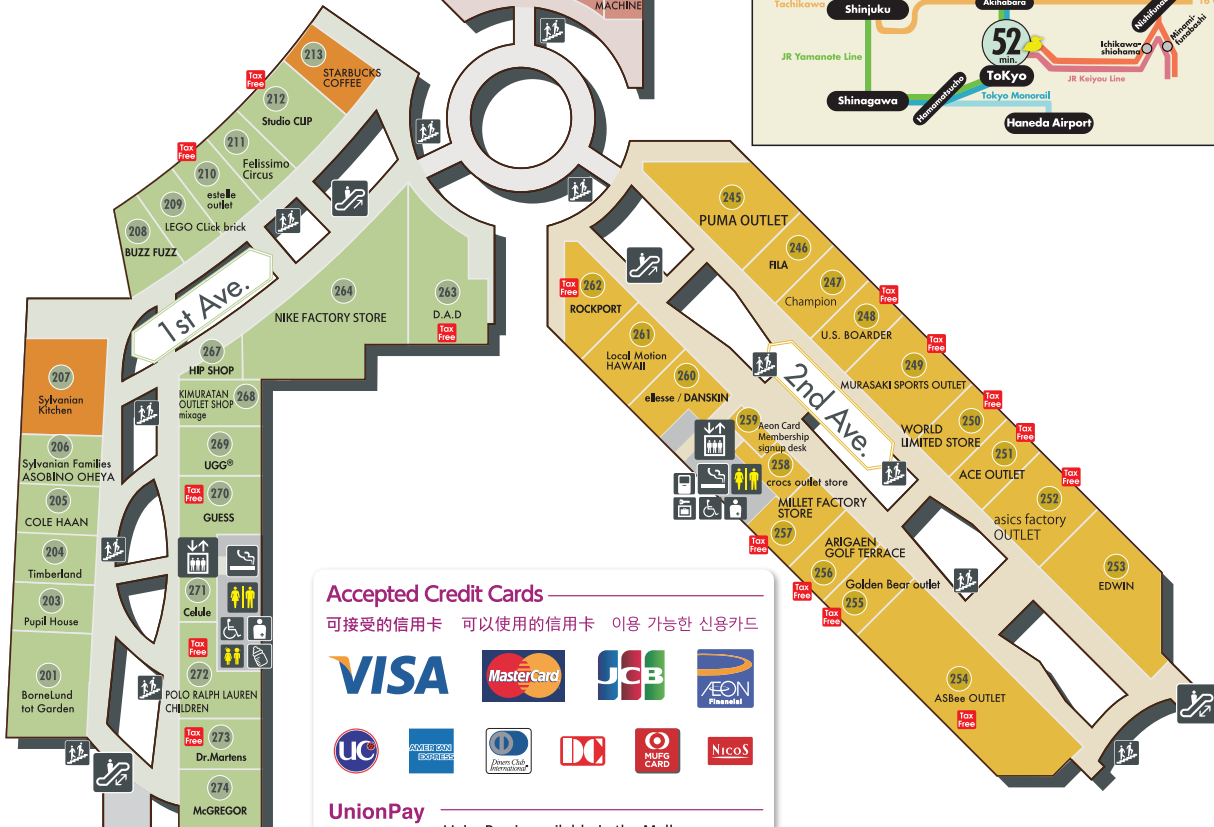 MACHINE
213
STARBUCKS
COFFEE
Tax
Free
212
Studio CLIP
211
Felissimo
Circus
Tax
Free
210
estelle
outlet
209
LEGO CLick brick
208
BUZZ FUZZ
1st Ave.
264
NIKE FACTORY STORE
263
D.A.D
Tax
Free
267
HIP SHOP
KIMURATAN
OUTLET SHOP
mixage
268
207
Sylvanian
Kitchen
206
Sylvanian Families
ASOBINO OHEYA
205
COLE HAAN
204
Timberland
203
Pupil House
201
BorneLund
tot Garden
269
UGG®
Tax
Free
270
GUESS
271
Celule
Tax
Free
272
POLO RALPH LAUREN
CHILDREN
Tax
Free
273
Dr.Martens
274
McGREGOR
Tachikawa
Shinjuku
Akihabara
JR Yamanote Line
52
min.
ToKyo
Ichikawa-
shiohama
Minami-
funabashi
JR Keiyou Line
Shinagawa
Hamamatsucho
Tokyo Monorail
Haneda Airport
245
PUMA OUTLET
246
FILA
247
Champion
Tax
Free
248
U.S. BOARDER
Tax
Free
249
MURASAKI SPORTS OUTLET
Tax
Free
250
WORLD
LIMITED STORE
Tax
Free
251
ACE OUTLET
Tax
Free
252
asics factory
OUTLET
253
EDWIN
2nd Ave.
Tax
Free
262
ROCKPORT
261
Local Motion
HAWAII
260
ellesse / DANSKIN
259
Aeon Card
Membership
signup desk
258
crocs outlet store
MILLET FACTORY
STORE
Tax
Free
257
ARIGAEN
GOLF TERRACE
Tax
Free
256
Golden Bear outlet
Tax
Free
255
254
ASBee OUTLET
Tax
Free
Accepted Credit Cards
可接受的信用卡 可以使用的信用卡 이용 가능한 신용카드
VISA
MasterCard
JCB
AEON
Financial
UC
AMERICAN
EXPRESS
Diners Club
International
DC
MUFG
CARD
NICOS
UnionPay